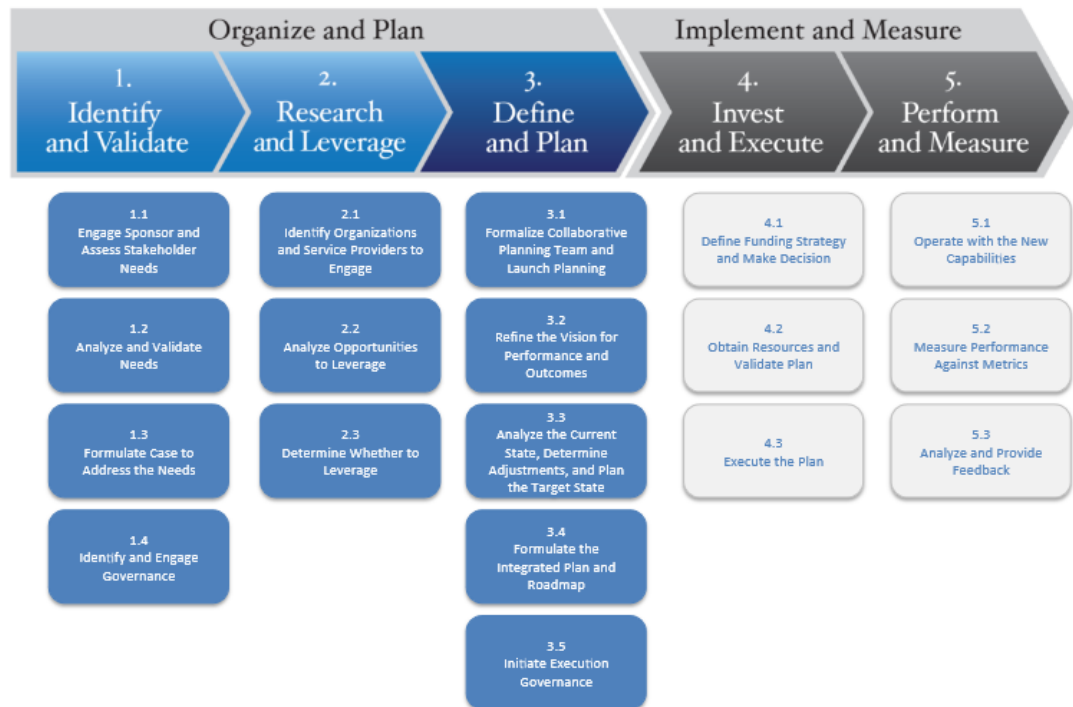 Organize and Plan
Implement and Measure
1.
Identify
and Validate
2.
Research
and Leverage
3.
Define
and Plan
4.
Invest
and Execute
5.
Perform
and Measure
1.1
Engage Sponsor and
Assess Stakeholder
Needs
1.2
Analyze and Validate
Needs
1.3
Formulate Case to
Address the Needs
1.4
Identify and Engage
Governance
2.1
Identify Organizations
and Service Providers to
Engage
2.2
Analyze Opportunities
to Leverage
2.3
Determine Whether to
Leverage
3.1
Formalize Collaborative
Planning Team and
Launch Planning
3.2
Refine the Vision for
Performance and
Outcomes
3.3
Analyze the Current
State, Determine
Adjustments, and Plan
the Target State
3.4
Formulate the
Integrated Plan and
Roadmap
3.5
Initiate Execution
Governance
4.1
Define Funding Strategy
and Make Decision
4.2
Obtain Resources and
Validate Plan
4.3
Execute the Plan
5.1
Operate with the New
Capabilities
5.2
Measure Performance
Against Metrics
5.3
Analyze and Provide
Feedback